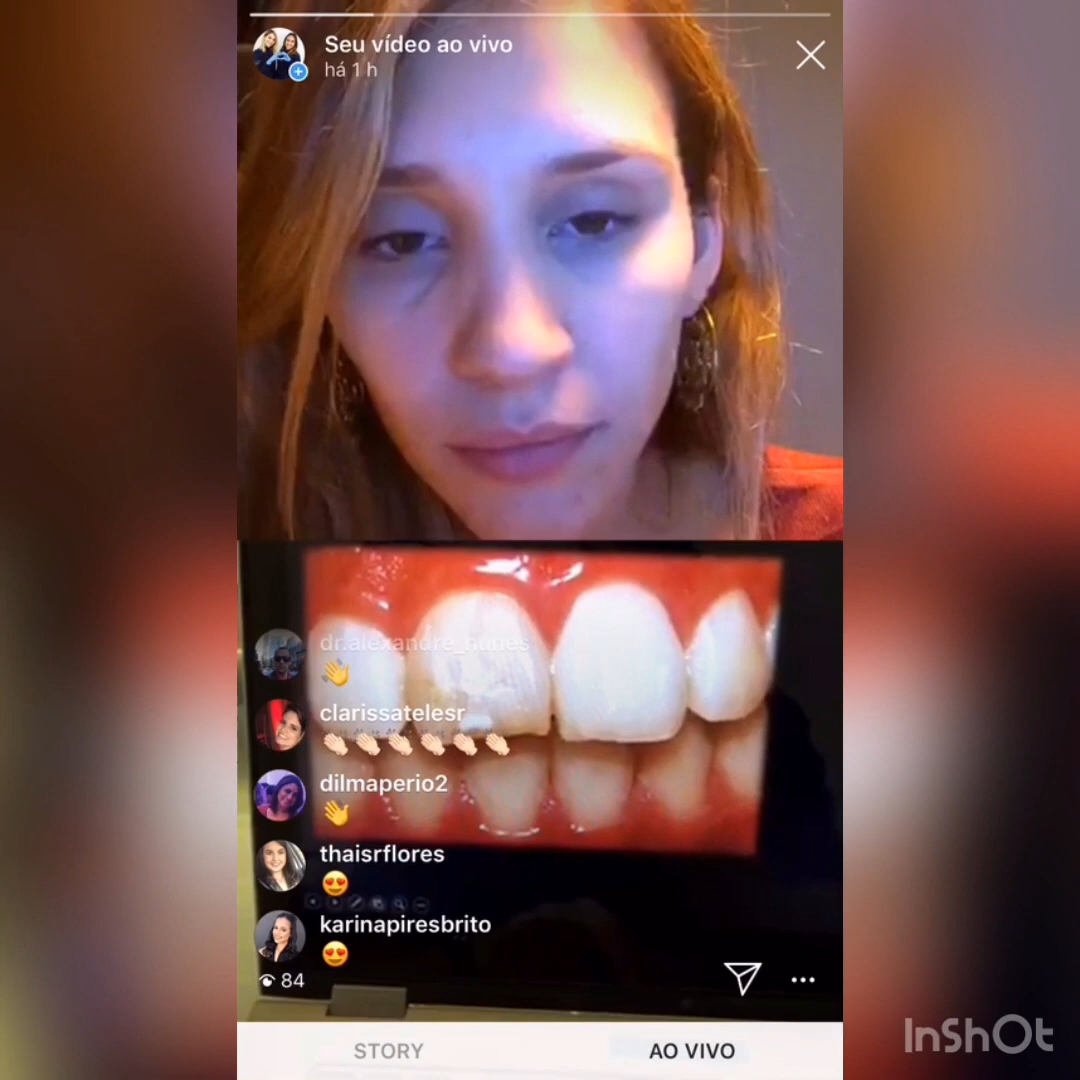 Seu vídeo ao vivo
há 1 h
dr.alexandre_nunes
👋
clarissatelesr
👏🏻👏🏻👏🏻👏🏻👏🏻👏🏻
dilmaperio2
👋
thaisrflores
😍
karinapiresbrito
😍
84
STORY
AO VIVO
InShOt